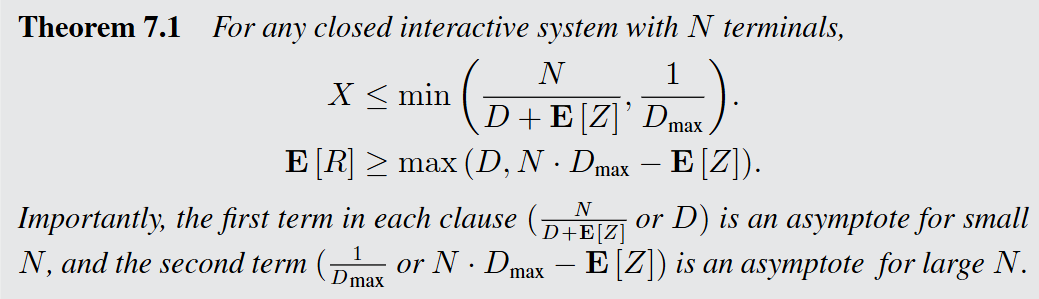 Theorem 7.1 For any closed interactive system with N terminals,
X ≤ min ( N / (D + E [Z]) , 1 / D_max ) .
E [R] ≥ max (D, N · D_max − E [Z]).
Importantly, the first term in each clause ( N / (D+E[Z]) or D) is an asymptote for small
N, and the second term ( 1 / D_max or N · D_max − E [Z]) is an asymptote for large N.